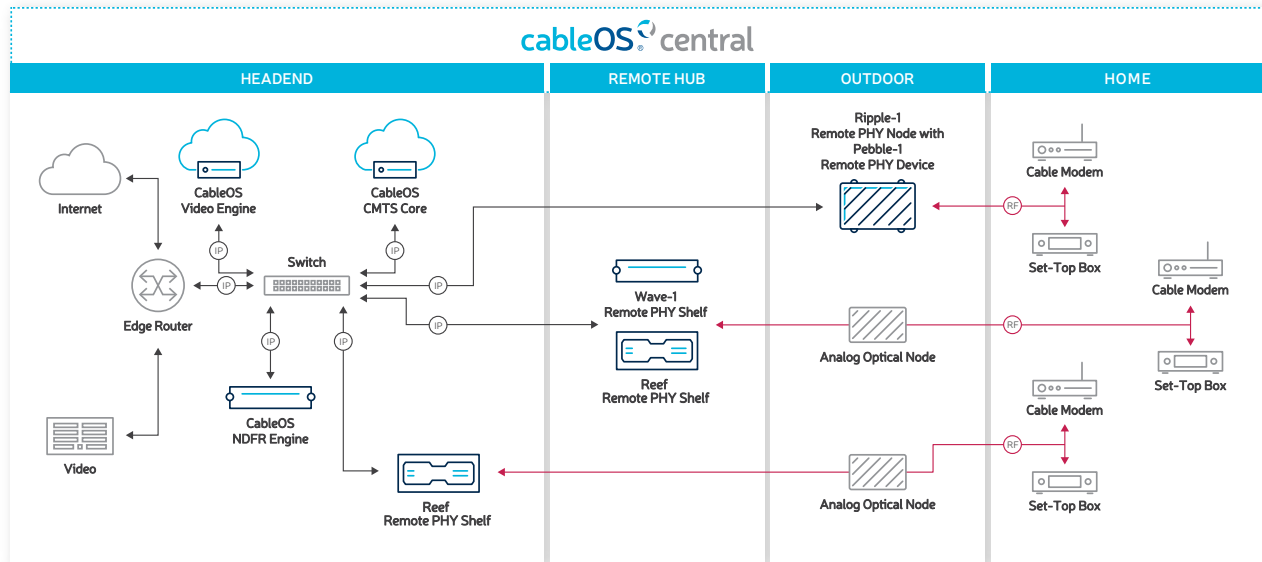 cableOS® central
HEADEND
REMOTE HUB
OUTDOOR
HOME
Internet
CableOS
Video Engine
CableOS
CMTS Core
Ripple-1
Remote PHY Node with
Pebble-1
Remote PHY Device
Cable Modem
RF
Set-Top Box
IP
IP
Switch
IP
IP
Edge Router
Wave-1
Remote PHY Shelf
IP
Reef
Remote PHY Shelf
Analog Optical Node
RF
Cable Modem
Set-Top Box
IP
IP
CableOS
NDFR Engine
Video
Reef
Remote PHY Shelf
Analog Optical Node
RF
Cable Modem
Set-Top Box